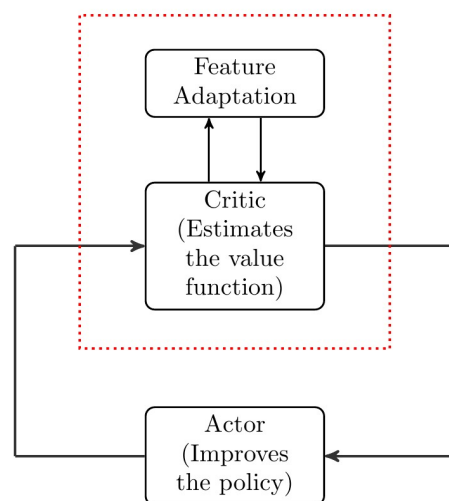 Feature
Adaptation
Critic
(Estimates
the value
function)
Actor
(Improves
the policy)